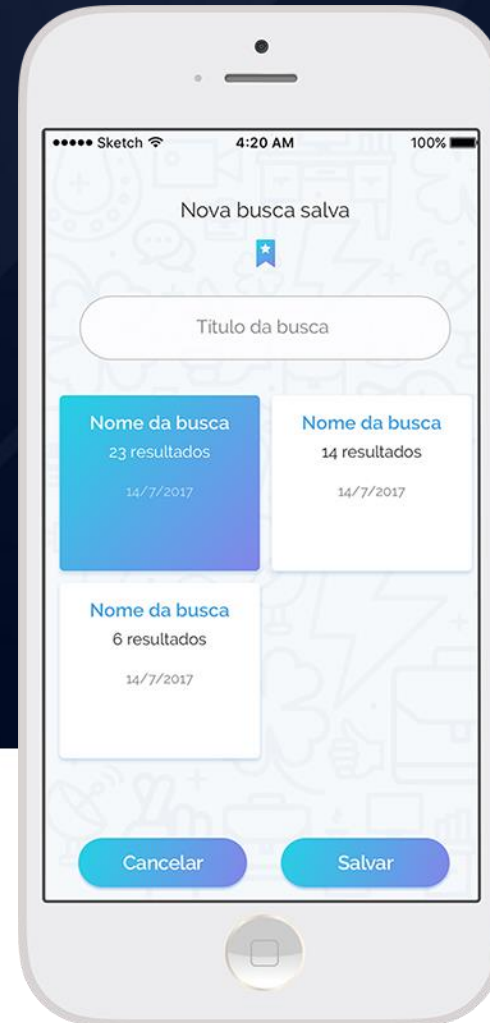 Sketch 4:20 AM 100%
Nova busca salva
Título da busca
Nome da busca
23 resultados
14/7/2017
Nome da busca
14 resultados
14/7/2017
Nome da busca
6 resultados
14/7/2017
Cancelar Salvar